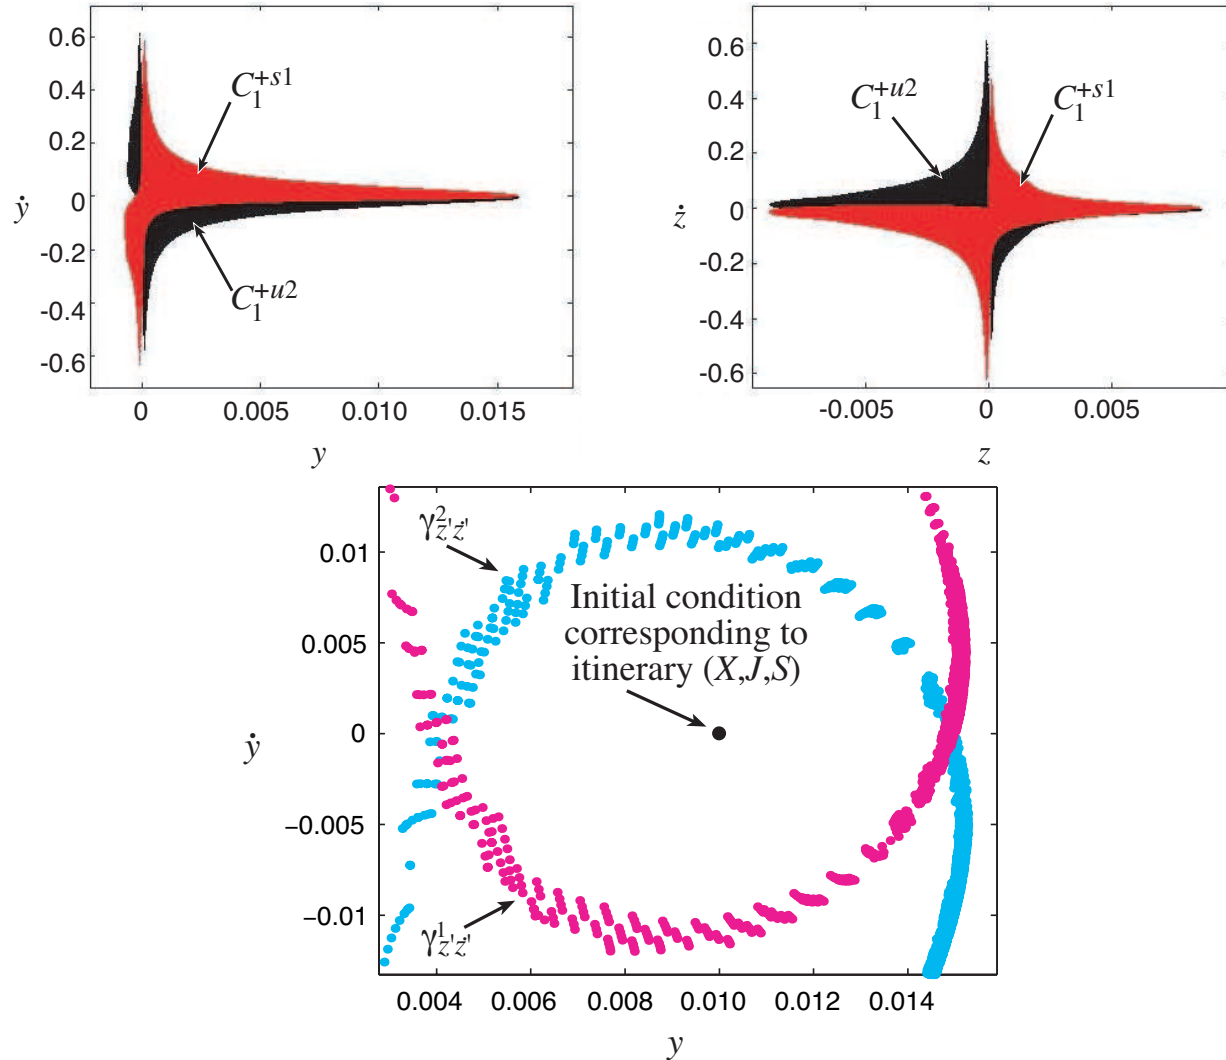 0.6
0.4
0.2
0
-0.2
-0.4
-0.6
ẏ
C₁⁺ˢ¹
C₁⁺ᵘ²
0 0.005 0.010 0.015
y
0.6
0.4
0.2
0
-0.2
-0.4
-0.6
ż
C₁⁺ᵘ²
C₁⁺ˢ¹
-0.005 0 0.005
z
0.01
0.005
0
−0.005
−0.01
ẏ
γ²z'ż'
Initial condition
corresponding to
itinerary (X,J,S)
γ¹z'ż'
0.004 0.006 0.008 0.010 0.012 0.014
y